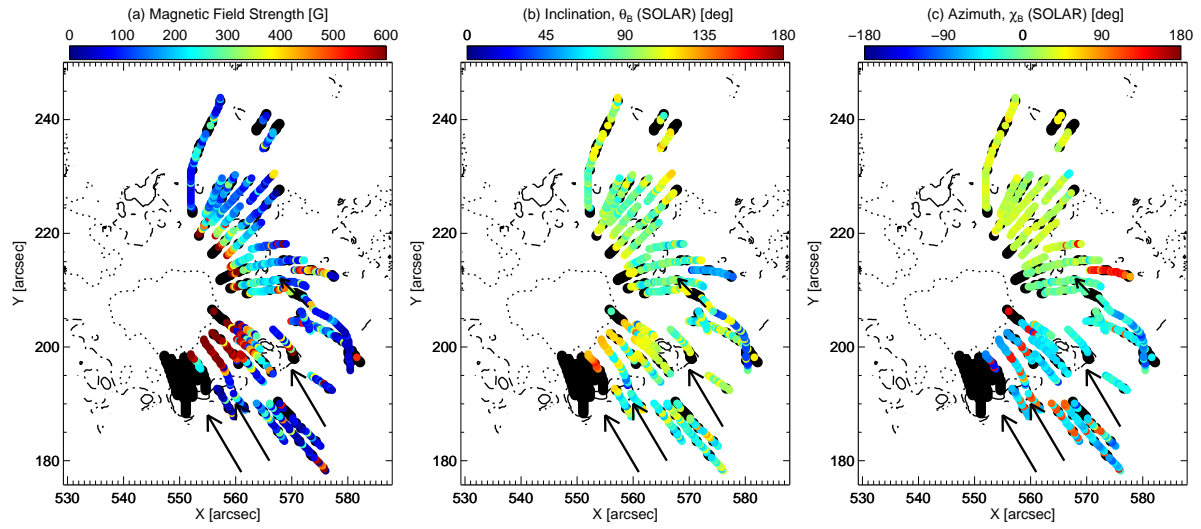 (a) Magnetic Field Strength [G]
0 100 200 300 400 500 600
Y [arcsec]
240
220
200
180
530 540 550 560 570 580
X [arcsec]
(b) Inclination, θB (SOLAR) [deg]
0 45 90 135 180
Y [arcsec]
240
220
200
180
530 540 550 560 570 580
X [arcsec]
(c) Azimuth, χB (SOLAR) [deg]
−180 −90 0 90 180
Y [arcsec]
240
220
200
180
530 540 550 560 570 580
X [arcsec]